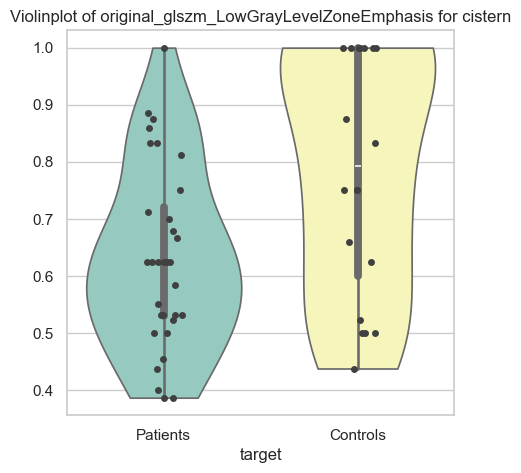 Violinplot of original_glszm_LowGrayLevelZoneEmphasis for cistern
1.0
0.9
0.8
0.7
0.6
0.5
0.4
Patients
Controls
target